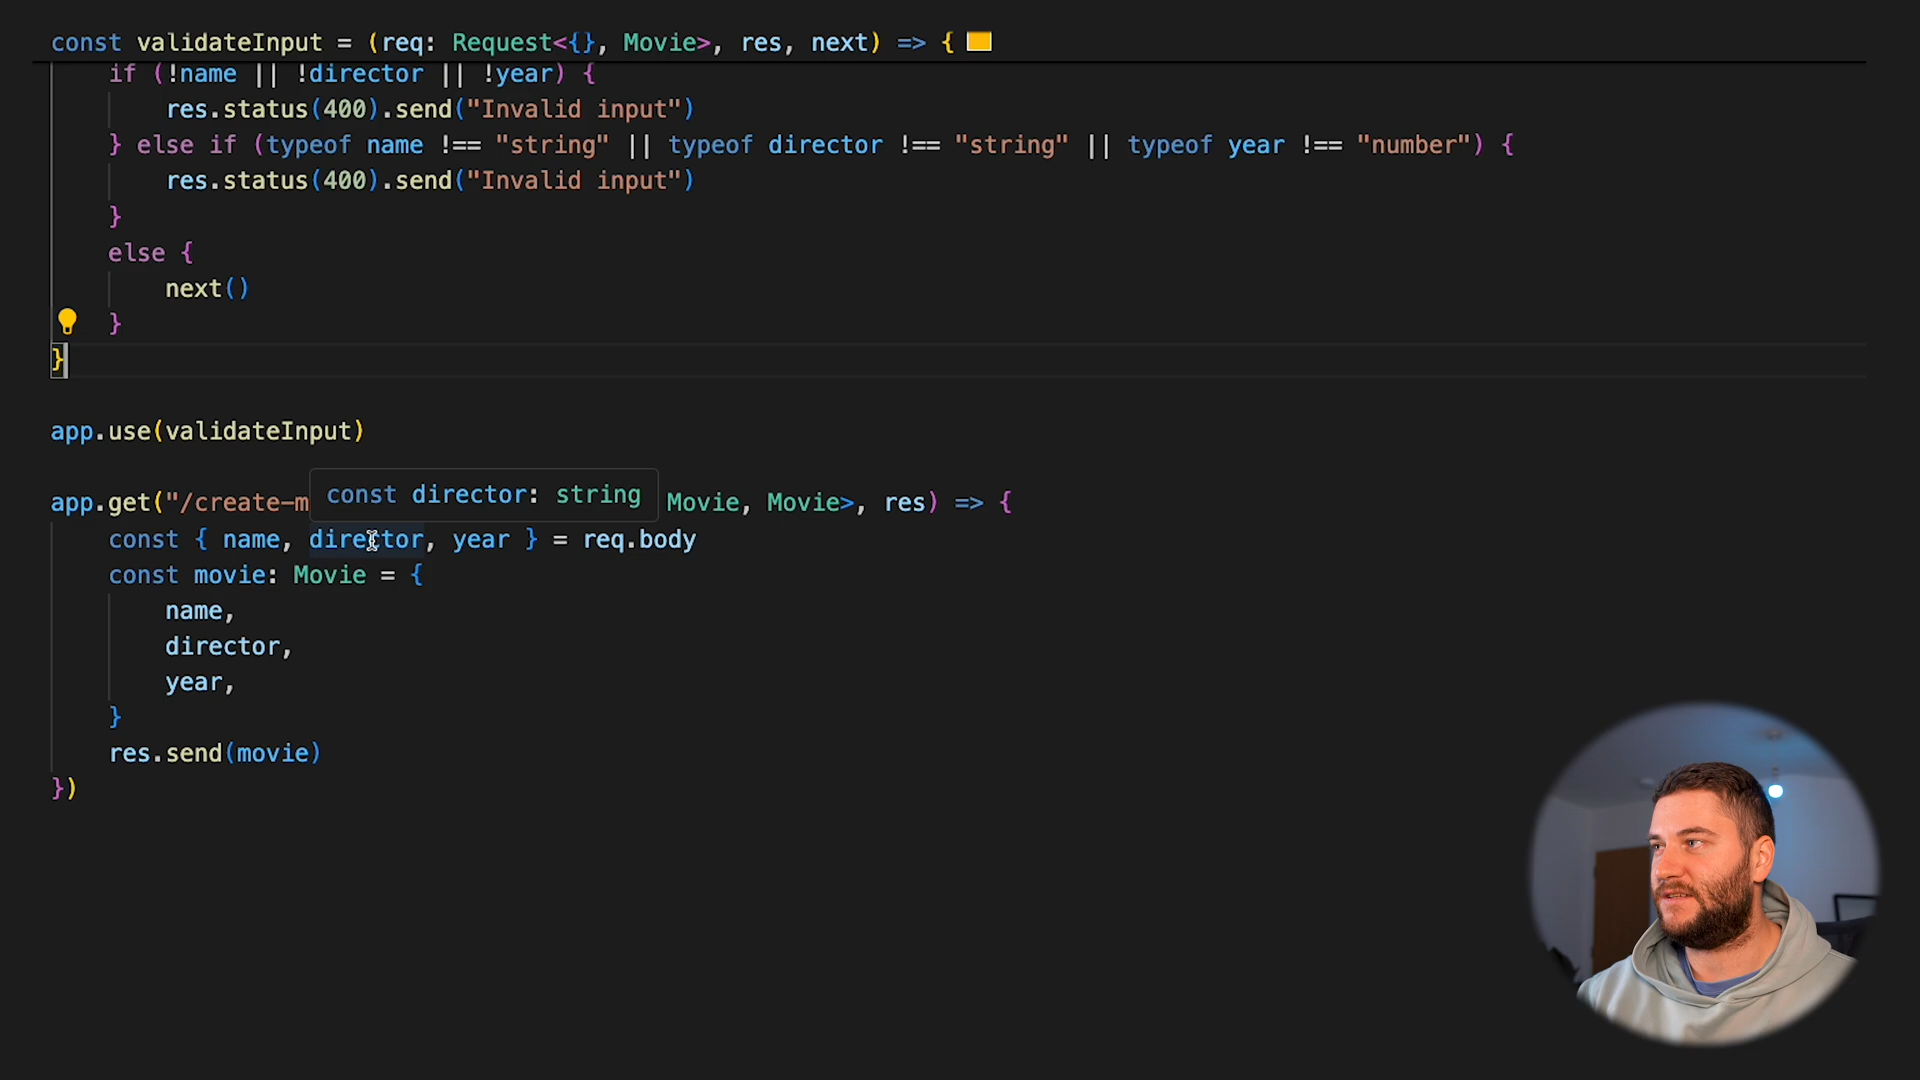 const validateInput = (req: Request<{}, Movie>, res, next) => {
if (!name || !director || !year) {
res.status(400).send("Invalid input")
} else if (typeof name !== "string" || typeof director !== "string" || typeof year !== "number") {
res.status(400).send("Invalid input")
}
else {
next()
}
}
app.use(validateInput)
const director: string
app.get("/create-m Movie, Movie>, res) => {
const { name, director, year } = req.body
const movie: Movie = {
name,
director,
year,
}
res.send(movie)
})